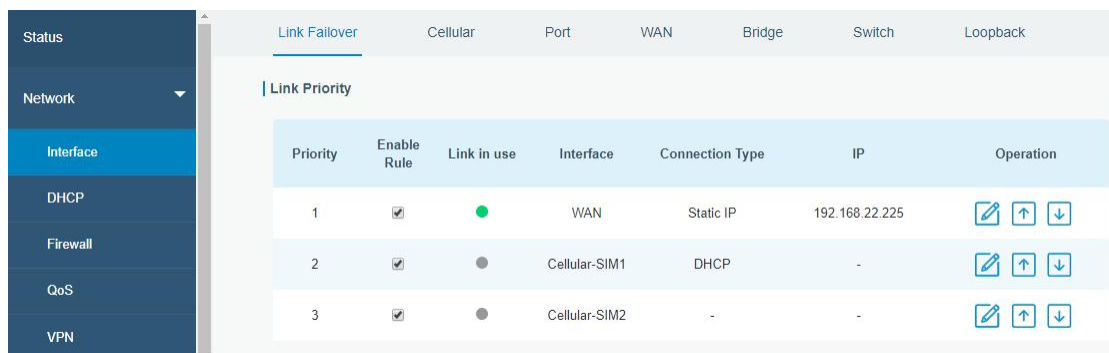 Status
Network
Interface
DHCP
Firewall
QoS
VPN
Link Failover Cellular Port WAN Bridge Switch Loopback
Link Priority
Priority Enable Rule Link in use Interface Connection Type IP Operation
1 WAN Static IP 192.168.22.225
2 Cellular-SIM1 DHCP -
3 Cellular-SIM2 - -